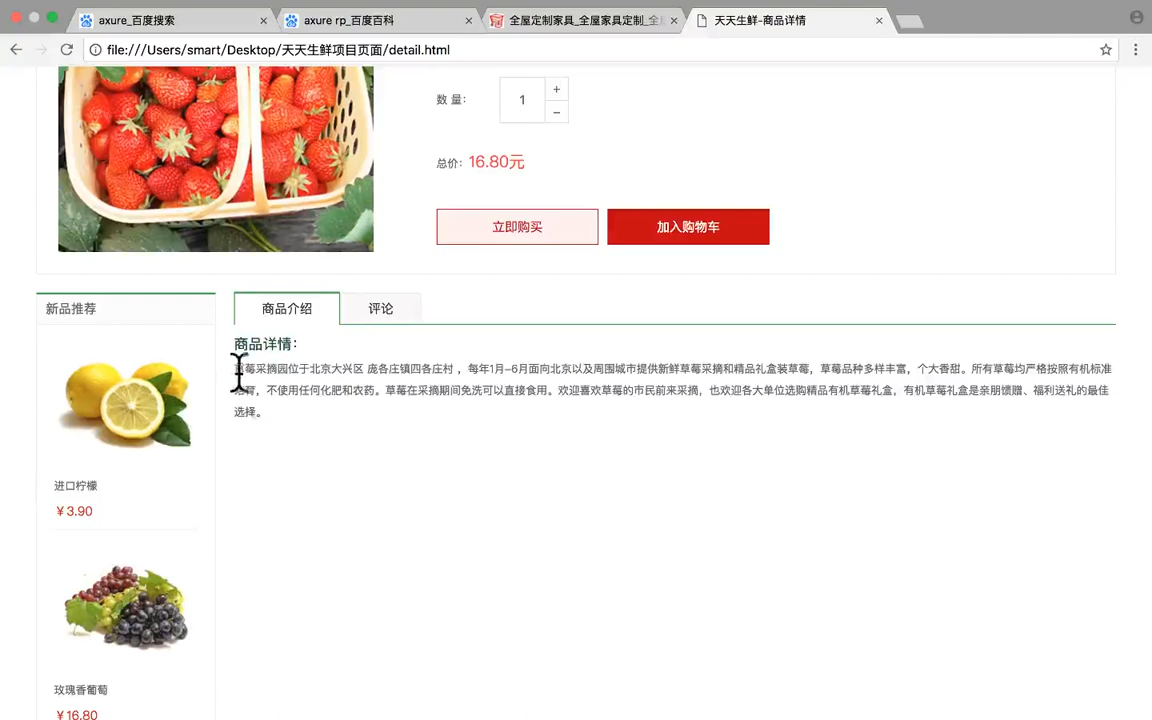 axure_百度搜索
axure rp_百度百科
全屋定制家具_全屋家具定制_全
天天生鲜-商品详情
file:///Users/smart/Desktop/天天生鲜项目页面/detail.html
数 量：
1
+
−
总价：16.80元
立即购买
加入购物车
新品推荐
商品介绍
评论
商品详情：
莓采摘园位于北京大兴区 庞各庄镇四各庄村 ，每年1月-6月面向北京以及周围城市提供新鲜草莓采摘和精品礼盒装草莓，草莓品种多样丰富，个大香甜。所有草莓均严格按照有机标准
，不使用任何化肥和农药。草莓在采摘期间免洗可以直接食用。欢迎喜欢草莓的市民前来采摘，也欢迎各大单位选购精品有机草莓礼盒，有机草莓礼盒是亲朋馈赠、福利送礼的最佳
选择。
进口柠檬
￥3.90
玫瑰香葡萄
￥16.80